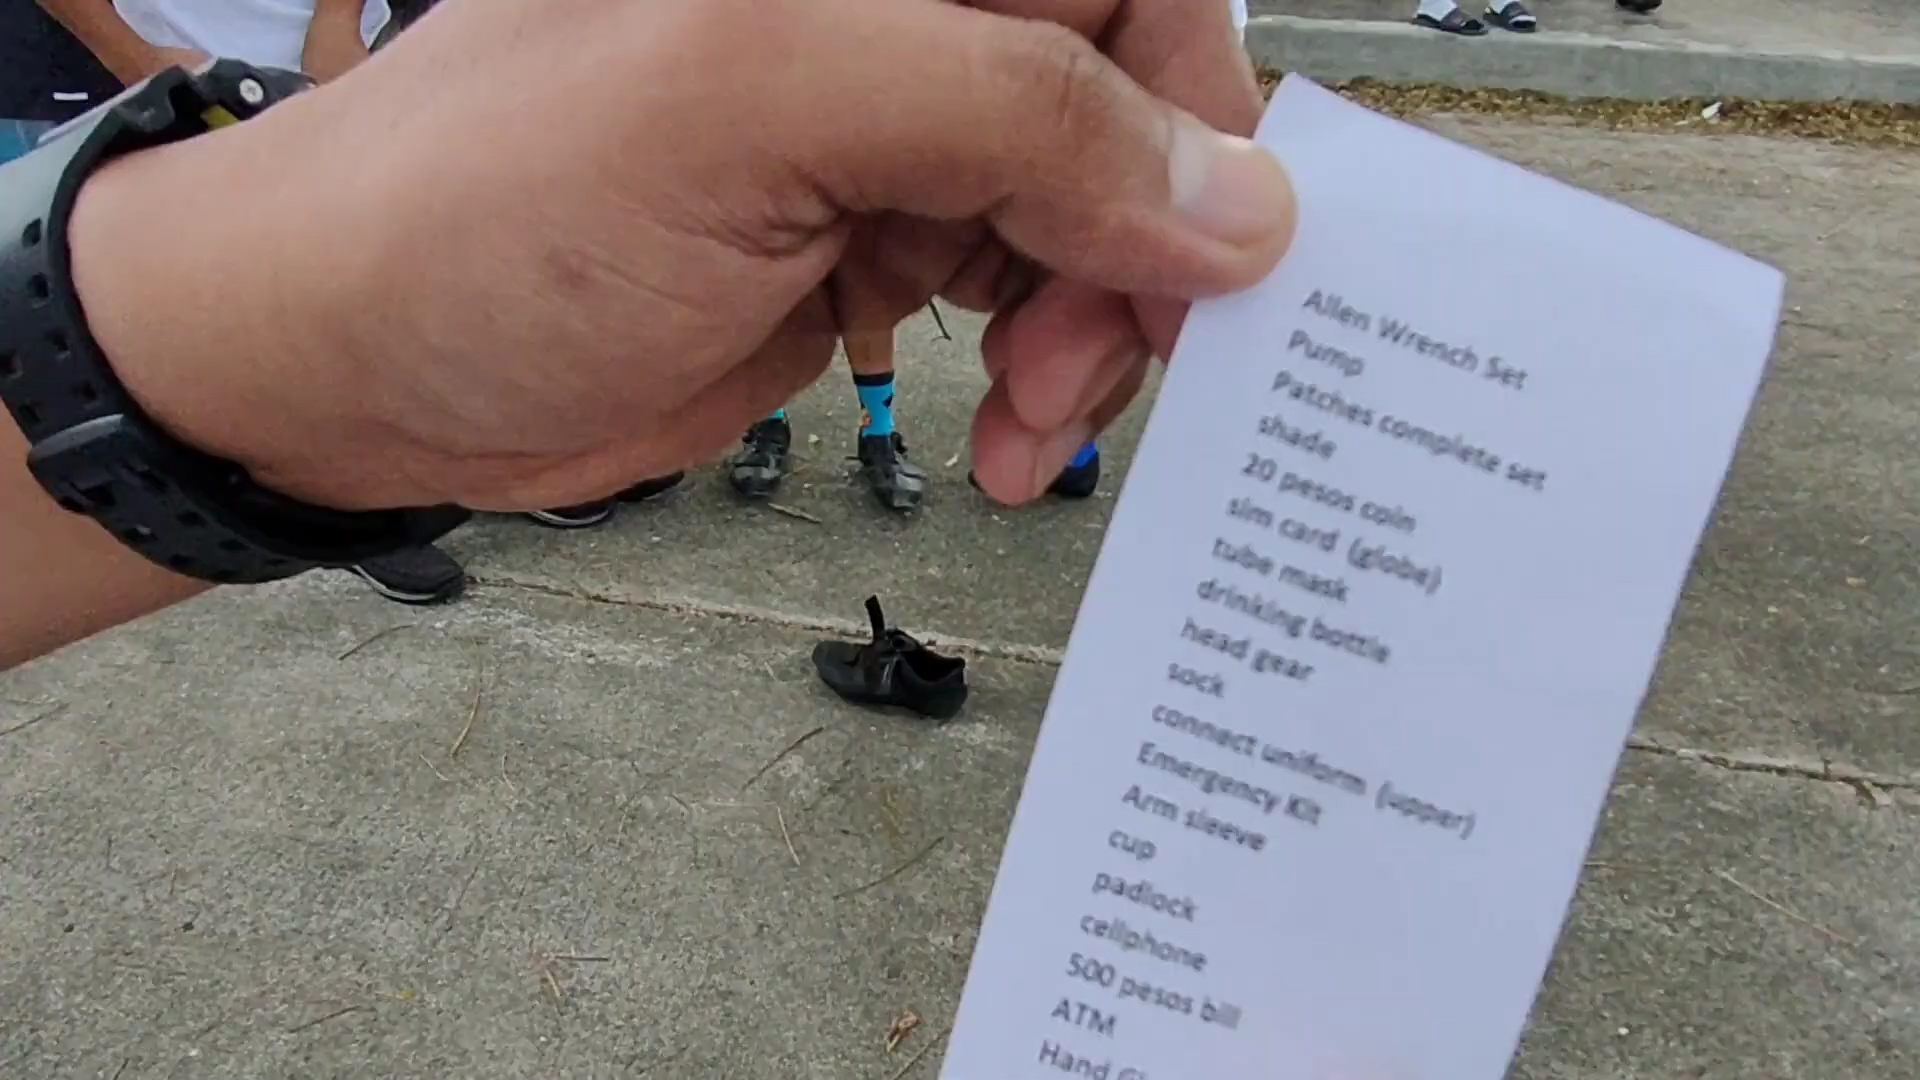 Allen Wrench Set
Pump
Patches complete set
shade
20 pesos coin
sim card (globe)
tube mask
drinking bottle
head gear
sock
connect uniform (upper)
Emergency Kit
Arm sleeve
cup
padlock
cellphone
500 pesos bill
ATM
Hand